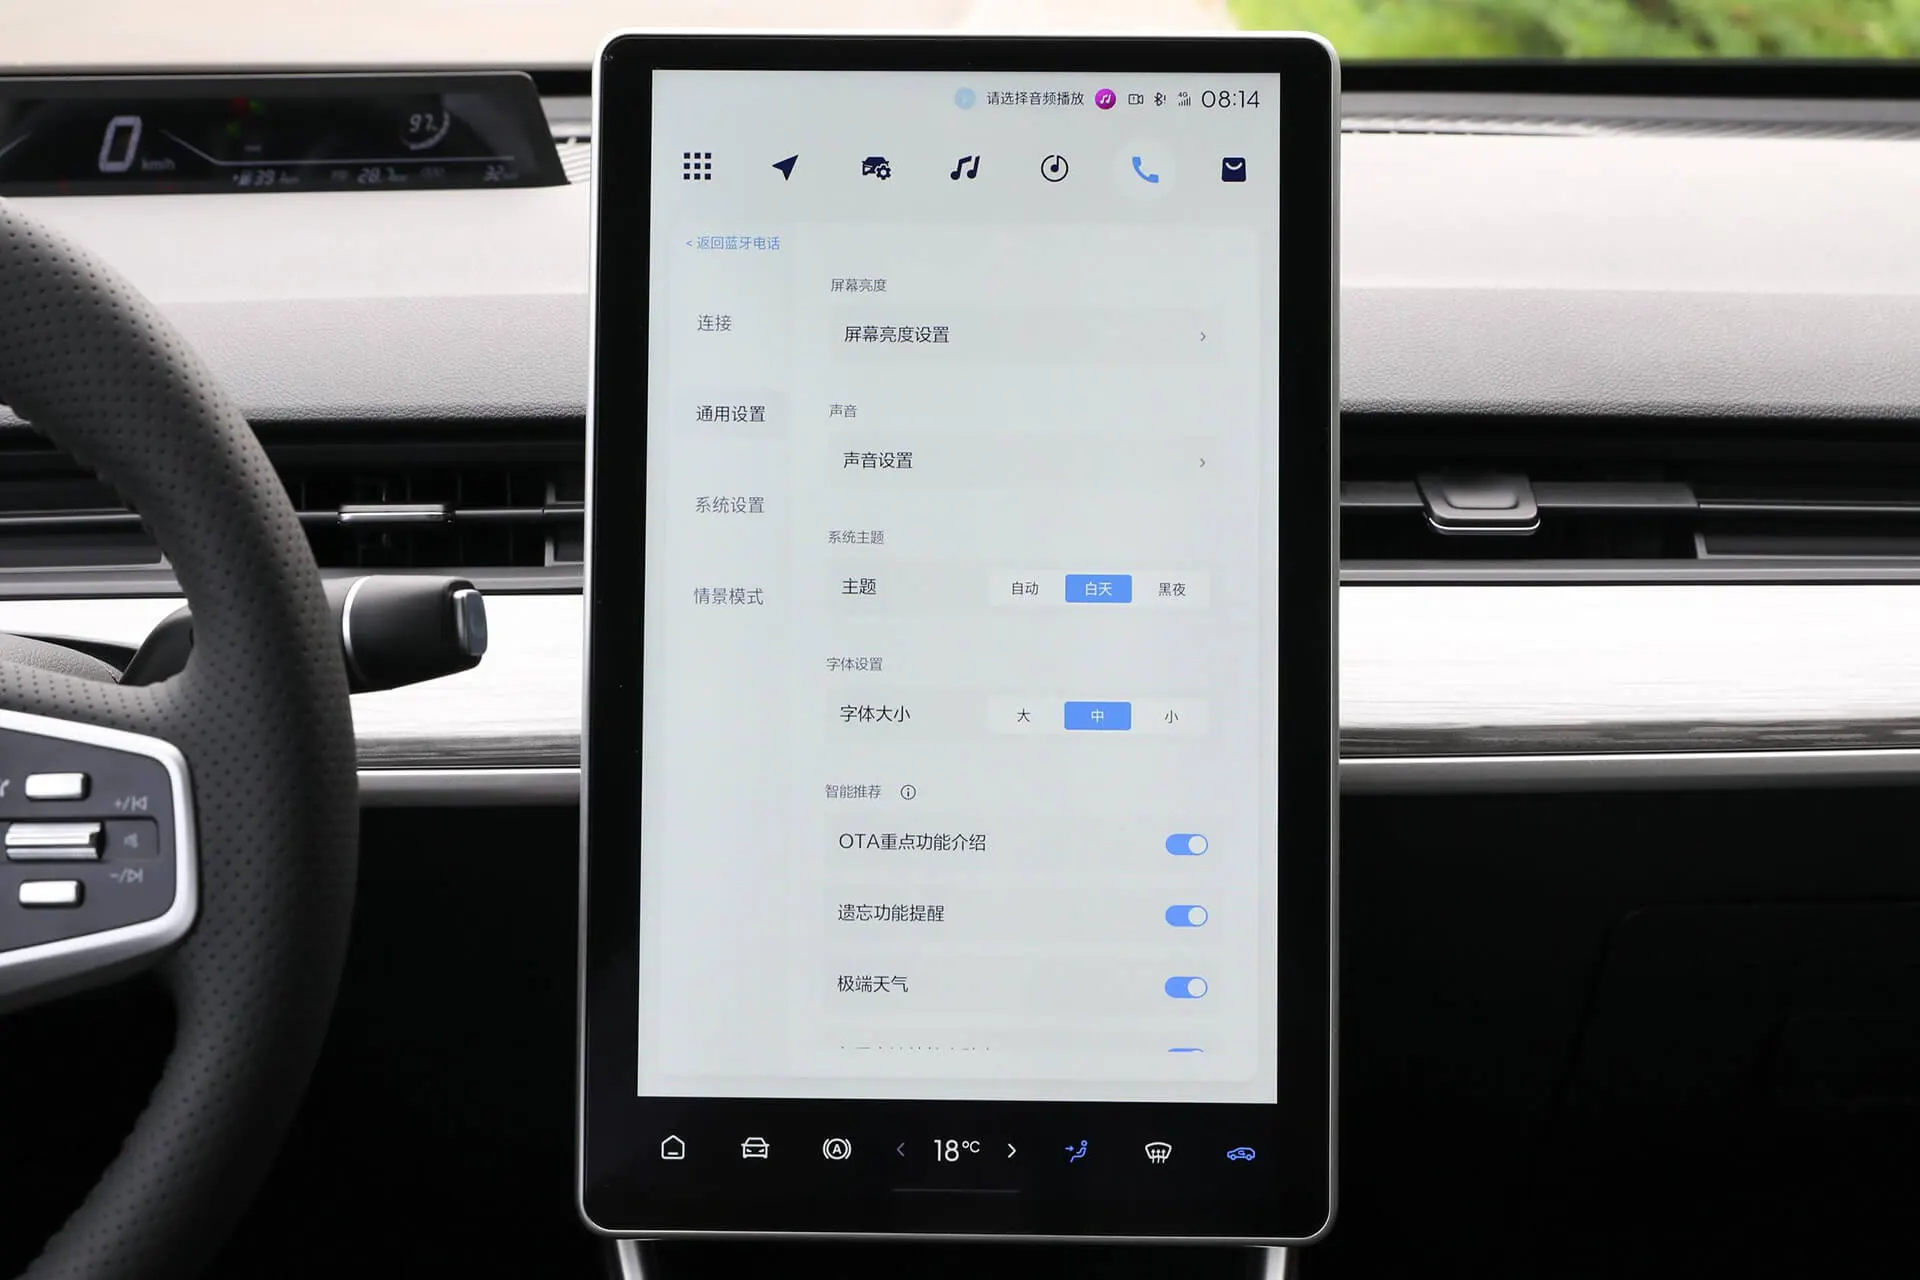 请选择音频播放 4G 08:14
0 km/h
97%
< 返回蓝牙电话
连接
通用设置
系统设置
情景模式
屏幕亮度
屏幕亮度设置
声音
声音设置
系统主题
主题 自动 白天 黑夜
字体设置
字体大小 大 中 小
智能推荐
OTA重点功能介绍
遗忘功能提醒
极端天气
A 18°C
+/
-/